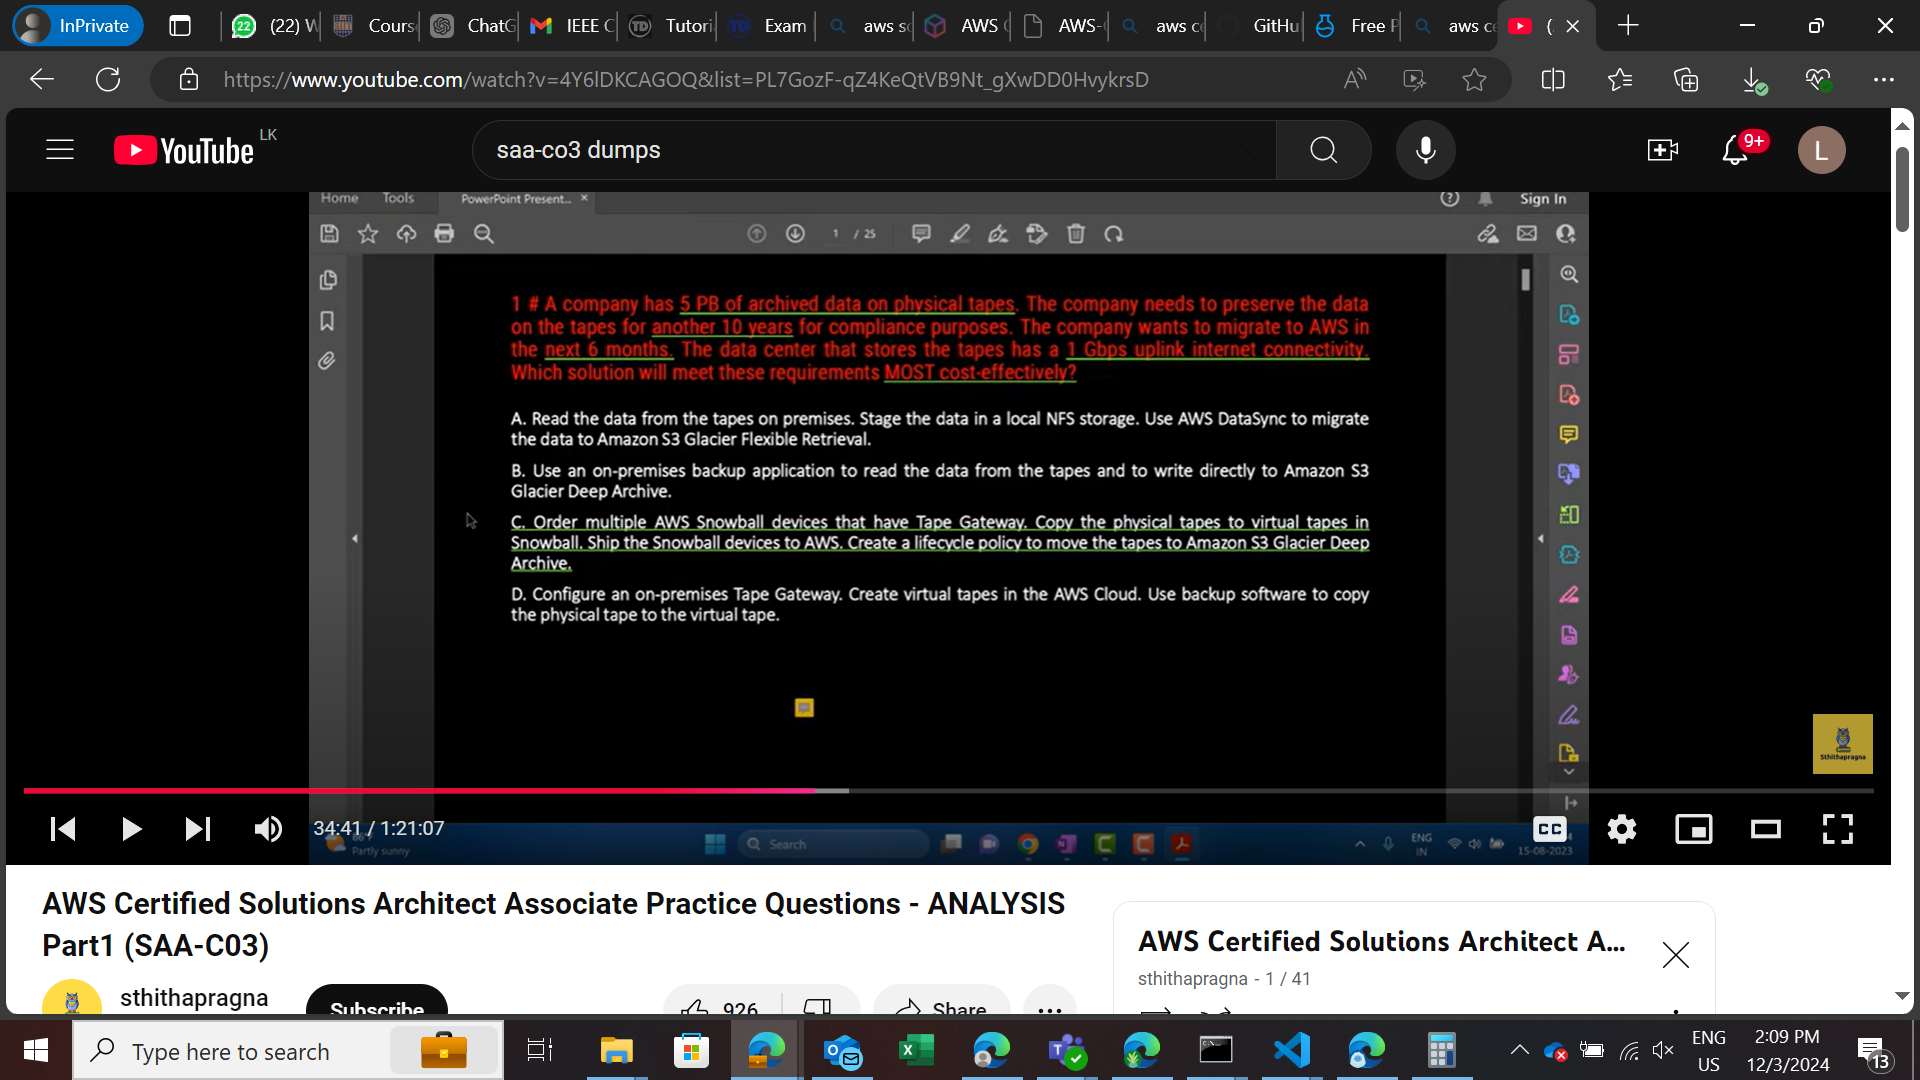 InPrivate
(22) W
Cours
ChatG
IEEE C
Tutori
Exam
aws sc
AWS C
AWS-C
aws ce
GitHu
Free P
aws ce
(
https://www.youtube.com/watch?v=4Y6lDKCAGOQ&list=PL7GozF-qZ4KeQtVB9Nt_gXwDD0HvykrsD
YouTube LK
saa-co3 dumps
9+
L
Home Tools PowerPoint Present... ×
Sign In
1 / 25
1 # A company has 5 PB of archived data on physical tapes. The company needs to preserve the data
on the tapes for another 10 years for compliance purposes. The company wants to migrate to AWS in
the next 6 months. The data center that stores the tapes has a 1 Gbps uplink internet connectivity.
Which solution will meet these requirements MOST cost-effectively?
A. Read the data from the tapes on premises. Stage the data in a local NFS storage. Use AWS DataSync to migrate
the data to Amazon S3 Glacier Flexible Retrieval.
B. Use an on-premises backup application to read the data from the tapes and to write directly to Amazon S3
Glacier Deep Archive.
C. Order multiple AWS Snowball devices that have Tape Gateway. Copy the physical tapes to virtual tapes in
Snowball. Ship the Snowball devices to AWS. Create a lifecycle policy to move the tapes to Amazon S3 Glacier Deep
Archive.
D. Configure an on-premises Tape Gateway. Create virtual tapes in the AWS Cloud. Use backup software to copy
the physical tape to the virtual tape.
Sthithapragna
34:41 / 1:21:07
CC
Partly sunny
Search
ENG
IN
15-08-2023
AWS Certified Solutions Architect Associate Practice Questions - ANALYSIS
Part1 (SAA-C03)
sthithapragna
Subscribe
926
Share
AWS Certified Solutions Architect A...
sthithapragna - 1 / 41
Type here to search
ENG
US
2:09 PM
12/3/2024
13